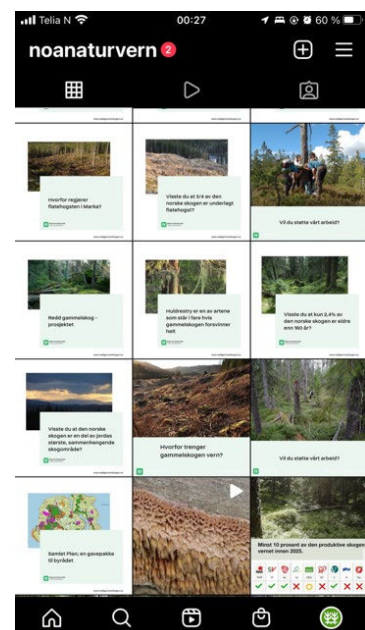 Telia N
00:27
60 %
noanaturvern
2
Hvorfor regjerer
flatehogsten i Marka?
Visste du at 3/4 av den
norske skogen er underlagt
flatehogst?
Vil du støtte vårt arbeid?
Redd gammelskog -
prosjektet
Huldrestry er en av artene
som står i fare hvis
gammelskogen forsvinner
helt
Visste du at kun 2,4% av
den norske skogen er eldre
enn 160 år?
Visste du at den norske
skogen er en del av jordas
største, sammenhengende
skogområde?
Hvorfor trenger
gammelskogen vern?
Vil du støtte vårt arbeid?
Samlet Plan; en gavepakke
til byrådet.
Minst 10 prosent av den produktive skogen
vernet innen 2025.